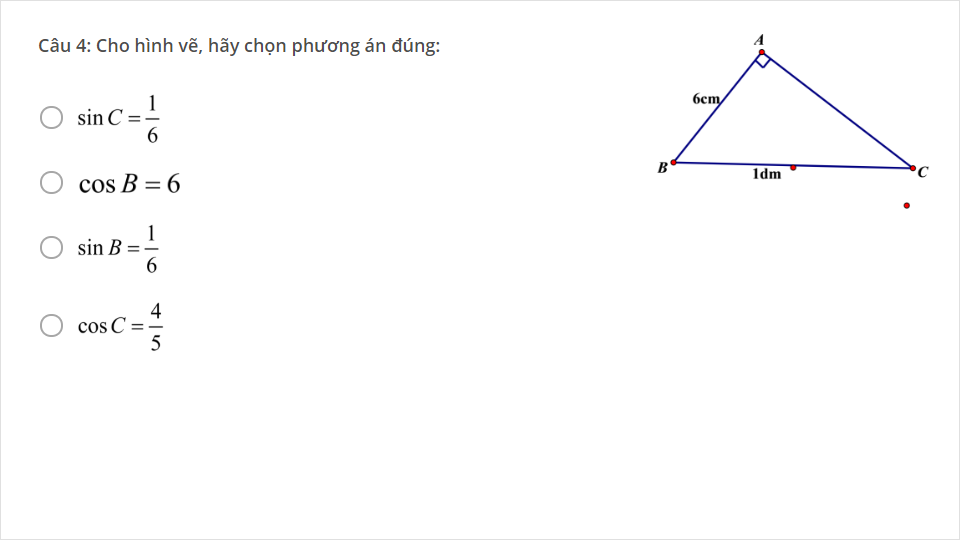 Câu 4: Cho hình vẽ, hãy chọn phương án đúng:
sin C = 1/6
cos B = 6
sin B = 1/6
cos C = 4/5
A
6cm
B
1dm
C